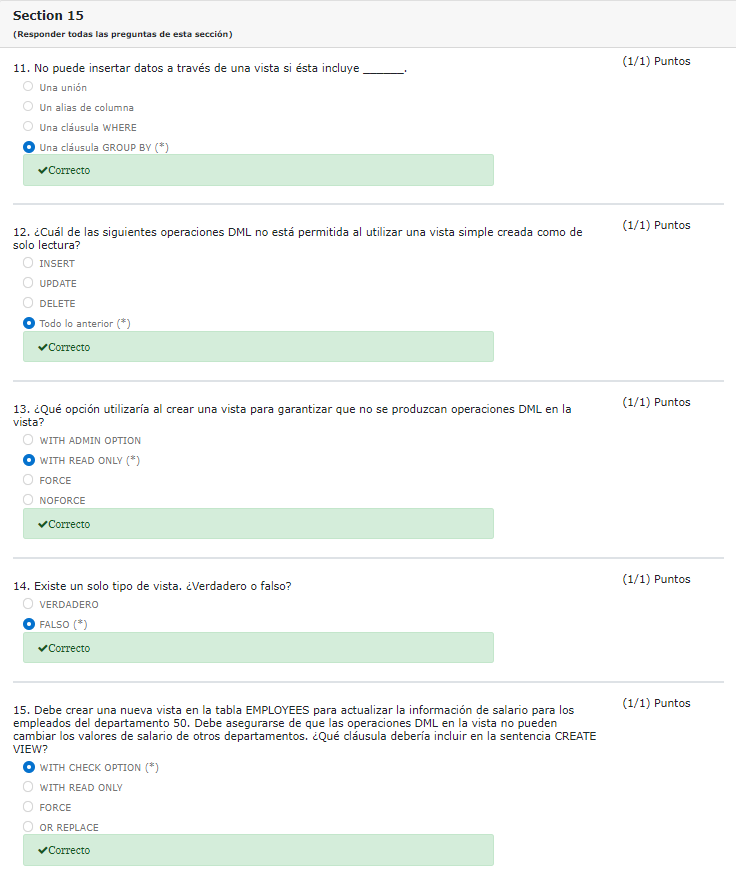 Section 15
(Responder todas las preguntas de esta sección)
11. No puede insertar datos a través de una vista si ésta incluye ______.
(1/1) Puntos
Una unión
Un alias de columna
Una cláusula WHERE
Una cláusula GROUP BY (*)
✔Correcto
12. ¿Cuál de las siguientes operaciones DML no está permitida al utilizar una vista simple creada como de
solo lectura?
(1/1) Puntos
INSERT
UPDATE
DELETE
Todo lo anterior (*)
✔Correcto
13. ¿Qué opción utilizaría al crear una vista para garantizar que no se produzcan operaciones DML en la
vista?
(1/1) Puntos
WITH ADMIN OPTION
WITH READ ONLY (*)
FORCE
NOFORCE
✔Correcto
14. Existe un solo tipo de vista. ¿Verdadero o falso?
(1/1) Puntos
VERDADERO
FALSO (*)
✔Correcto
15. Debe crear una nueva vista en la tabla EMPLOYEES para actualizar la información de salario para los
empleados del departamento 50. Debe asegurarse de que las operaciones DML en la vista no pueden
cambiar los valores de salario de otros departamentos. ¿Qué cláusula debería incluir en la sentencia CREATE
VIEW?
(1/1) Puntos
WITH CHECK OPTION (*)
WITH READ ONLY
FORCE
OR REPLACE
✔Correcto